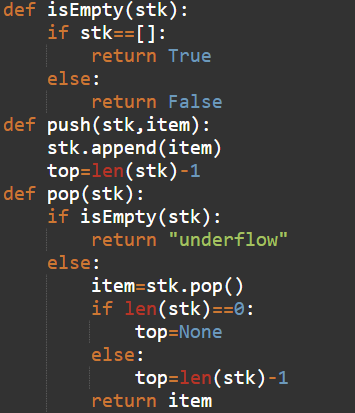 def isEmpty(stk):
    if stk==[]:
        return True
    else:
        return False
def push(stk,item):
    stk.append(item)
    top=len(stk)-1
def pop(stk):
    if isEmpty(stk):
        return "underflow"
    else:
        item=stk.pop()
        if len(stk)==0:
            top=None
        else:
            top=len(stk)-1
        return item